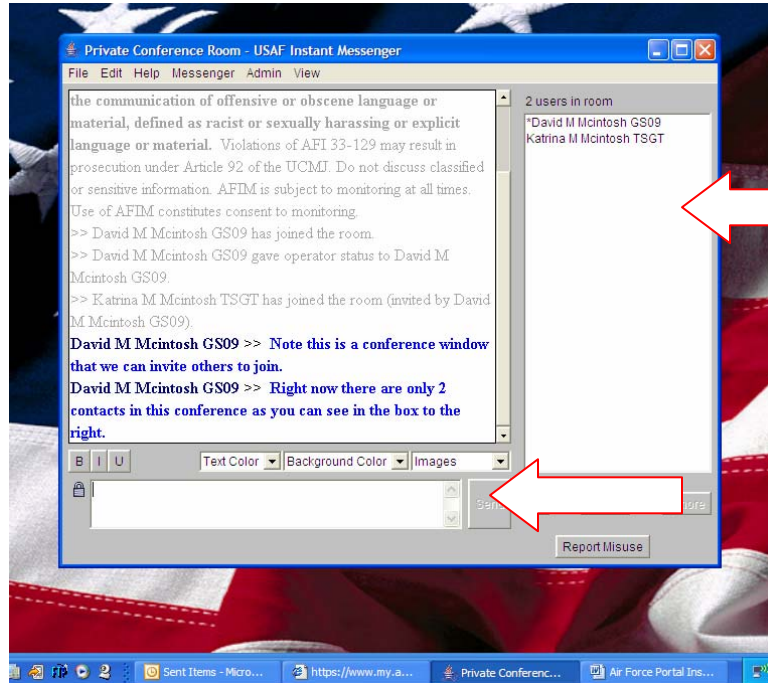 Private Conference Room - USAF Instant Messenger
File Edit Help Messenger Admin View
the communication of offensive or obscene language or
material, defined as racist or sexually harassing or explicit
language or material. Violations of AFI 33-129 may result in
prosecution under Article 92 of the UCMJ. Do not discuss classified
or sensitive information. AFIM is subject to monitoring at all times.
Use of AFIM constitutes consent to monitoring.
>> David M Mcintosh GS09 has joined the room.
>> David M Mcintosh GS09 gave operator status to David M
Mcintosh GS09.
>> Katrina M Mcintosh TSGT has joined the room (invited by David
M Mcintosh GS09).
David M Mcintosh GS09 >> Note this is a conference window
that we can invite others to join.
David M Mcintosh GS09 >> Right now there are only 2
contacts in this conference as you can see in the box to the
right.
2 users in room
*David M Mcintosh GS09
Katrina M Mcintosh TSGT
B I U Text Color Background Color Images
Report Misuse
Sent Items - Micro... https://www.my.a... Private Conferenc... Air Force Portal Ins...